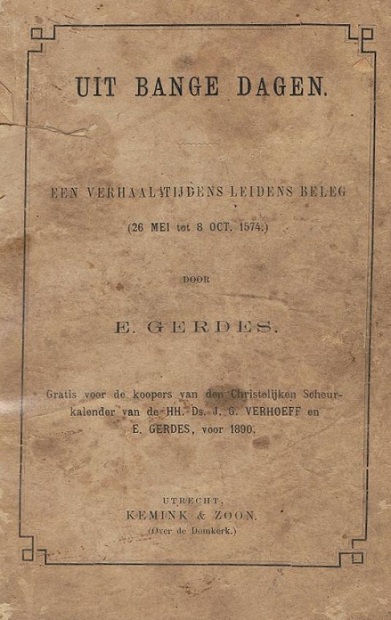 UIT BANGE DAGEN.
EEN VERHAAL TIJDENS LEIDENS BELEG
(26 MEI tot 8 OCT. 1574.)
DOOR
E. GERDES.
Gratis voor de koopers van den Christelijken Scheur-
kalender van de HH. Ds. J. G. VERHOEFF en
E. GERDES, voor 1890.
UTRECHT,
KEMINK & ZOON.
(Over de Domkerk.)